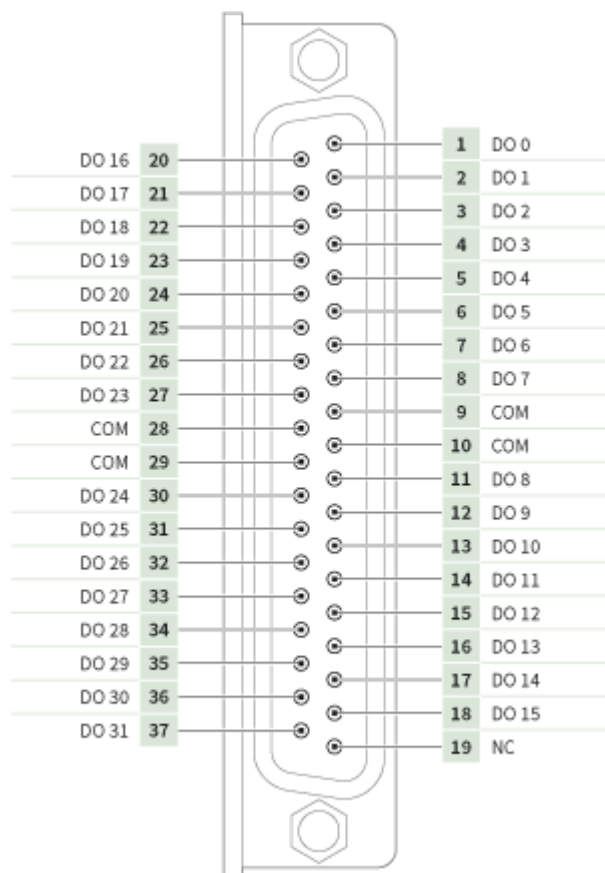 1 DO 0
DO 16 20
2 DO 1
DO 17 21
3 DO 2
DO 18 22
4 DO 3
DO 19 23
5 DO 4
DO 20 24
6 DO 5
DO 21 25
7 DO 6
DO 22 26
8 DO 7
DO 23 27
9 COM
COM 28
10 COM
COM 29
11 DO 8
DO 24 30
12 DO 9
DO 25 31
13 DO 10
DO 26 32
14 DO 11
DO 27 33
15 DO 12
DO 28 34
16 DO 13
DO 29 35
17 DO 14
DO 30 36
18 DO 15
DO 31 37
19 NC